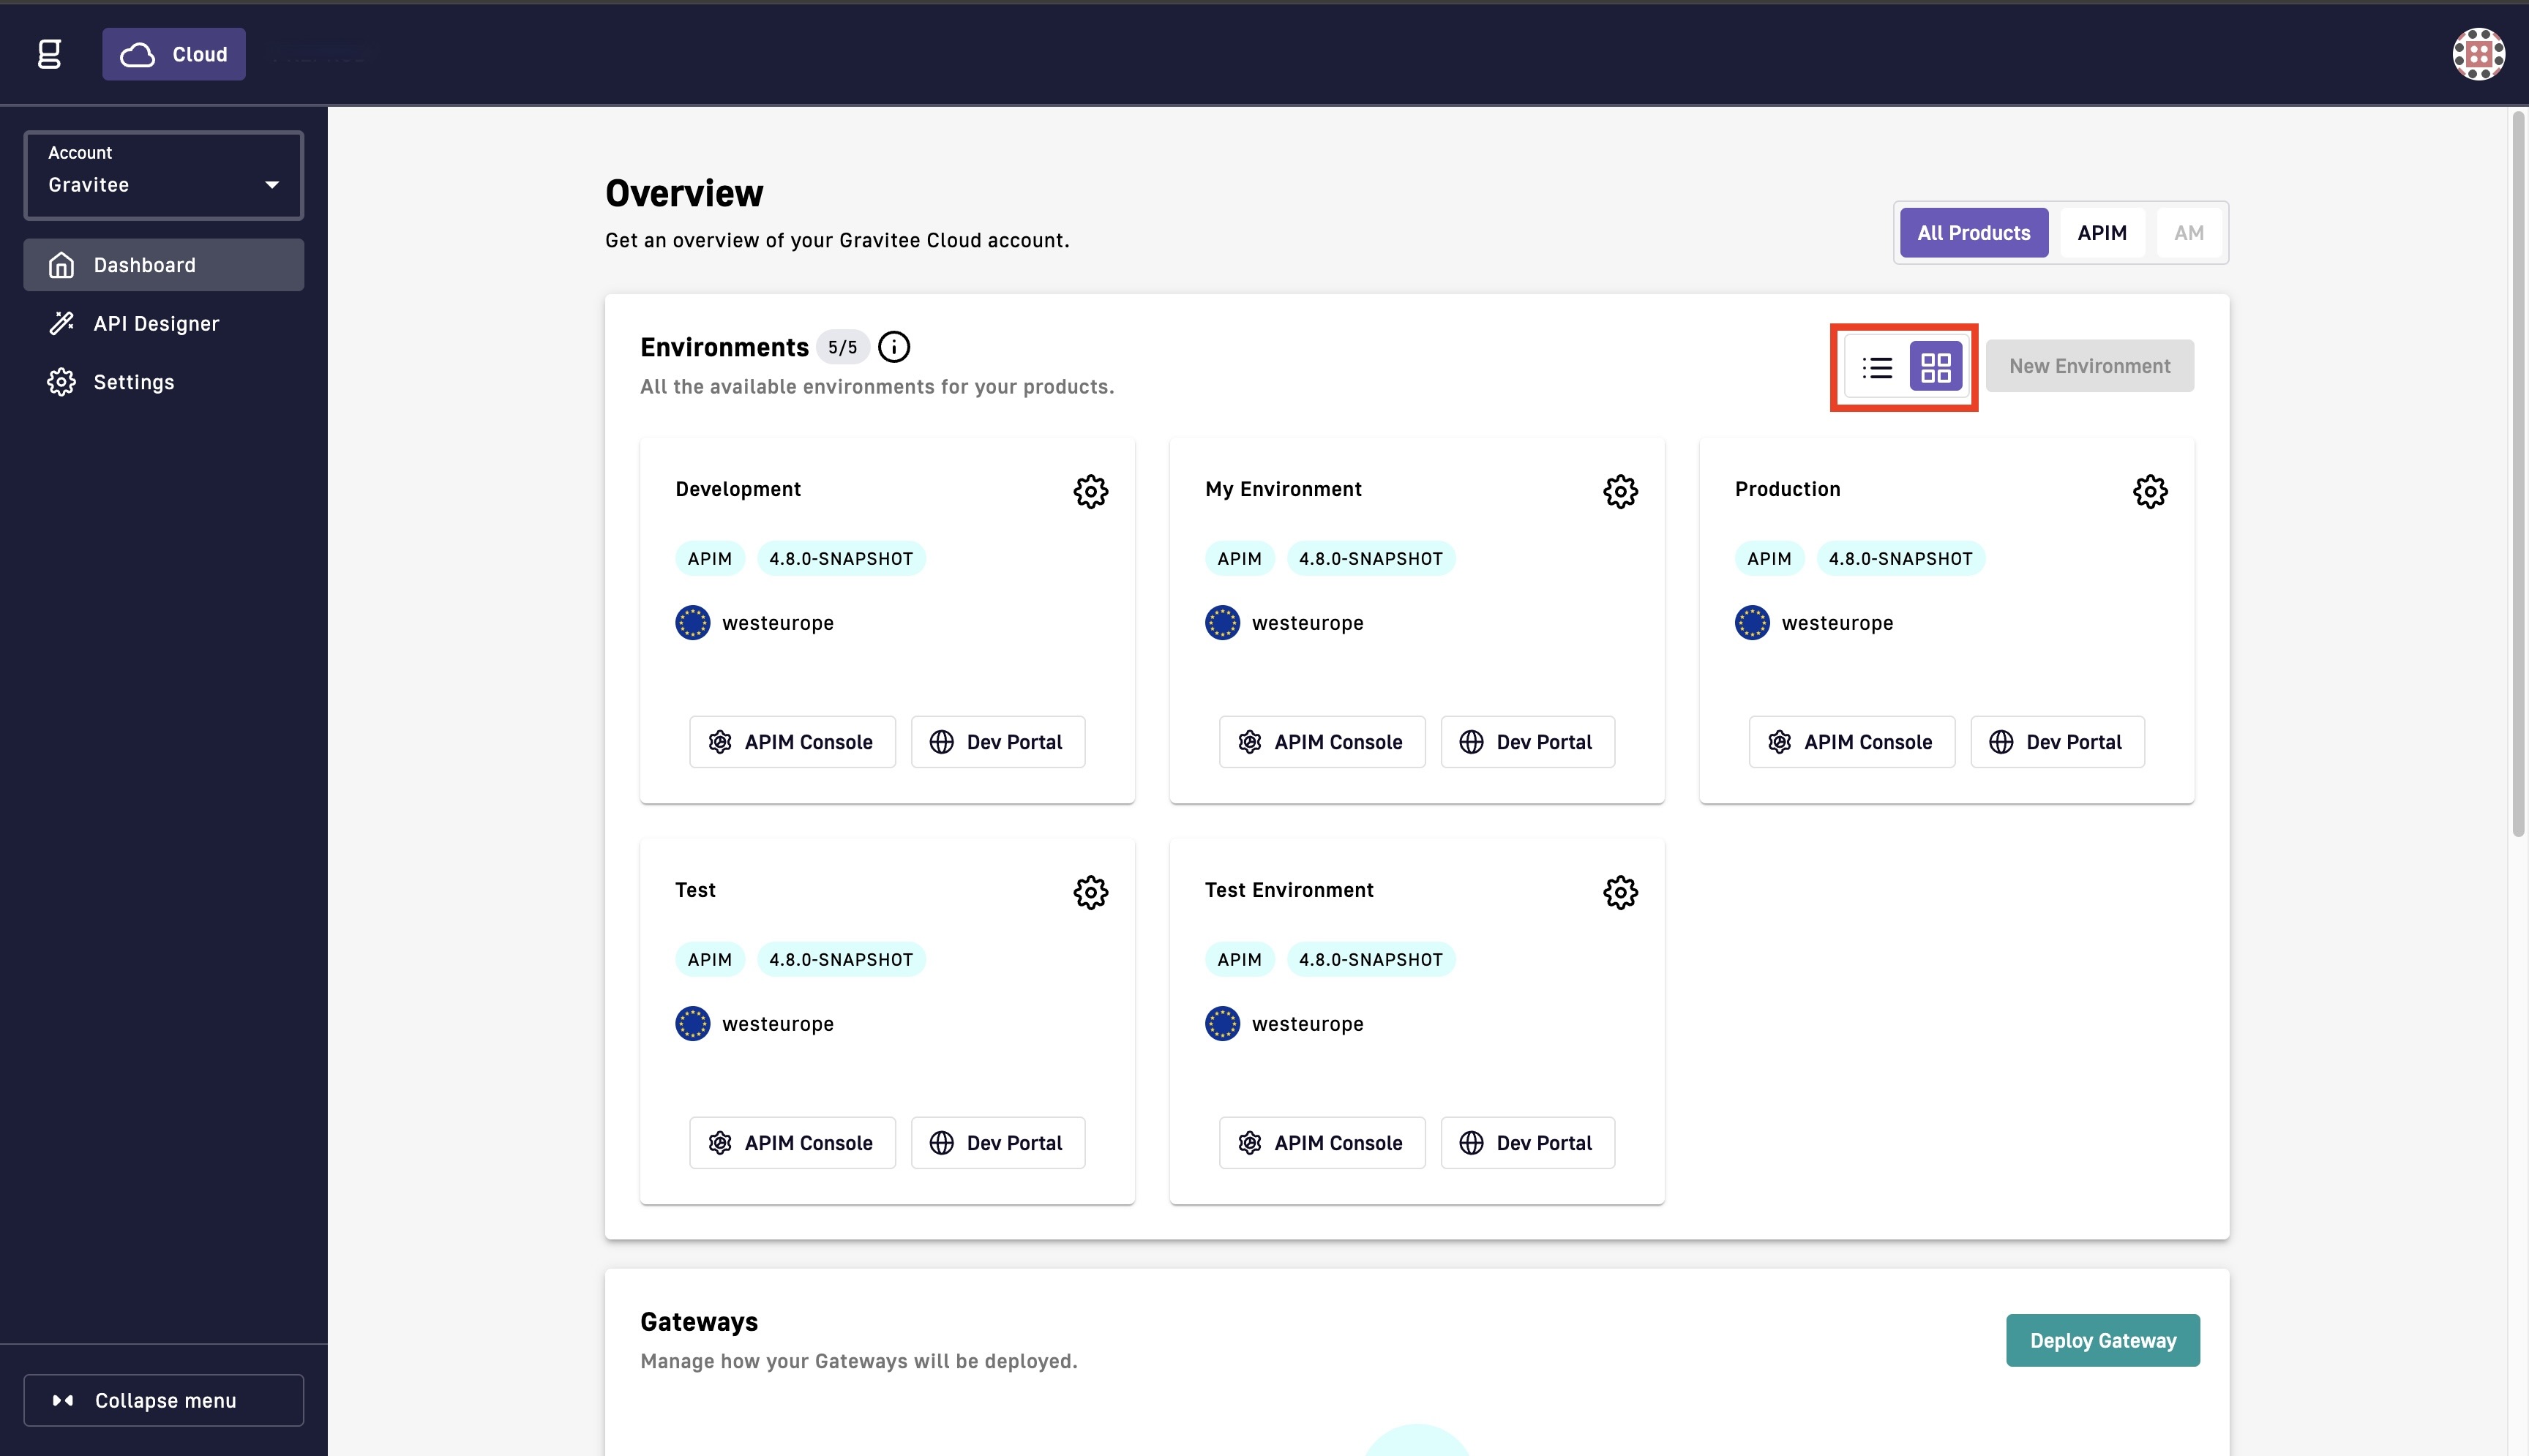 g Cloud
Account
Gravitee
Dashboard
API Designer
Settings
Collapse menu
Overview
Get an overview of your Gravitee Cloud account.
All Products APIM AM
Environments 5/5
All the available environments for your products.
New Environment
Development
APIM 4.8.0-SNAPSHOT
westeurope
APIM Console Dev Portal
My Environment
APIM 4.8.0-SNAPSHOT
westeurope
APIM Console Dev Portal
Production
APIM 4.8.0-SNAPSHOT
westeurope
APIM Console Dev Portal
Test
APIM 4.8.0-SNAPSHOT
westeurope
APIM Console Dev Portal
Test Environment
APIM 4.8.0-SNAPSHOT
westeurope
APIM Console Dev Portal
Gateways
Manage how your Gateways will be deployed.
Deploy Gateway